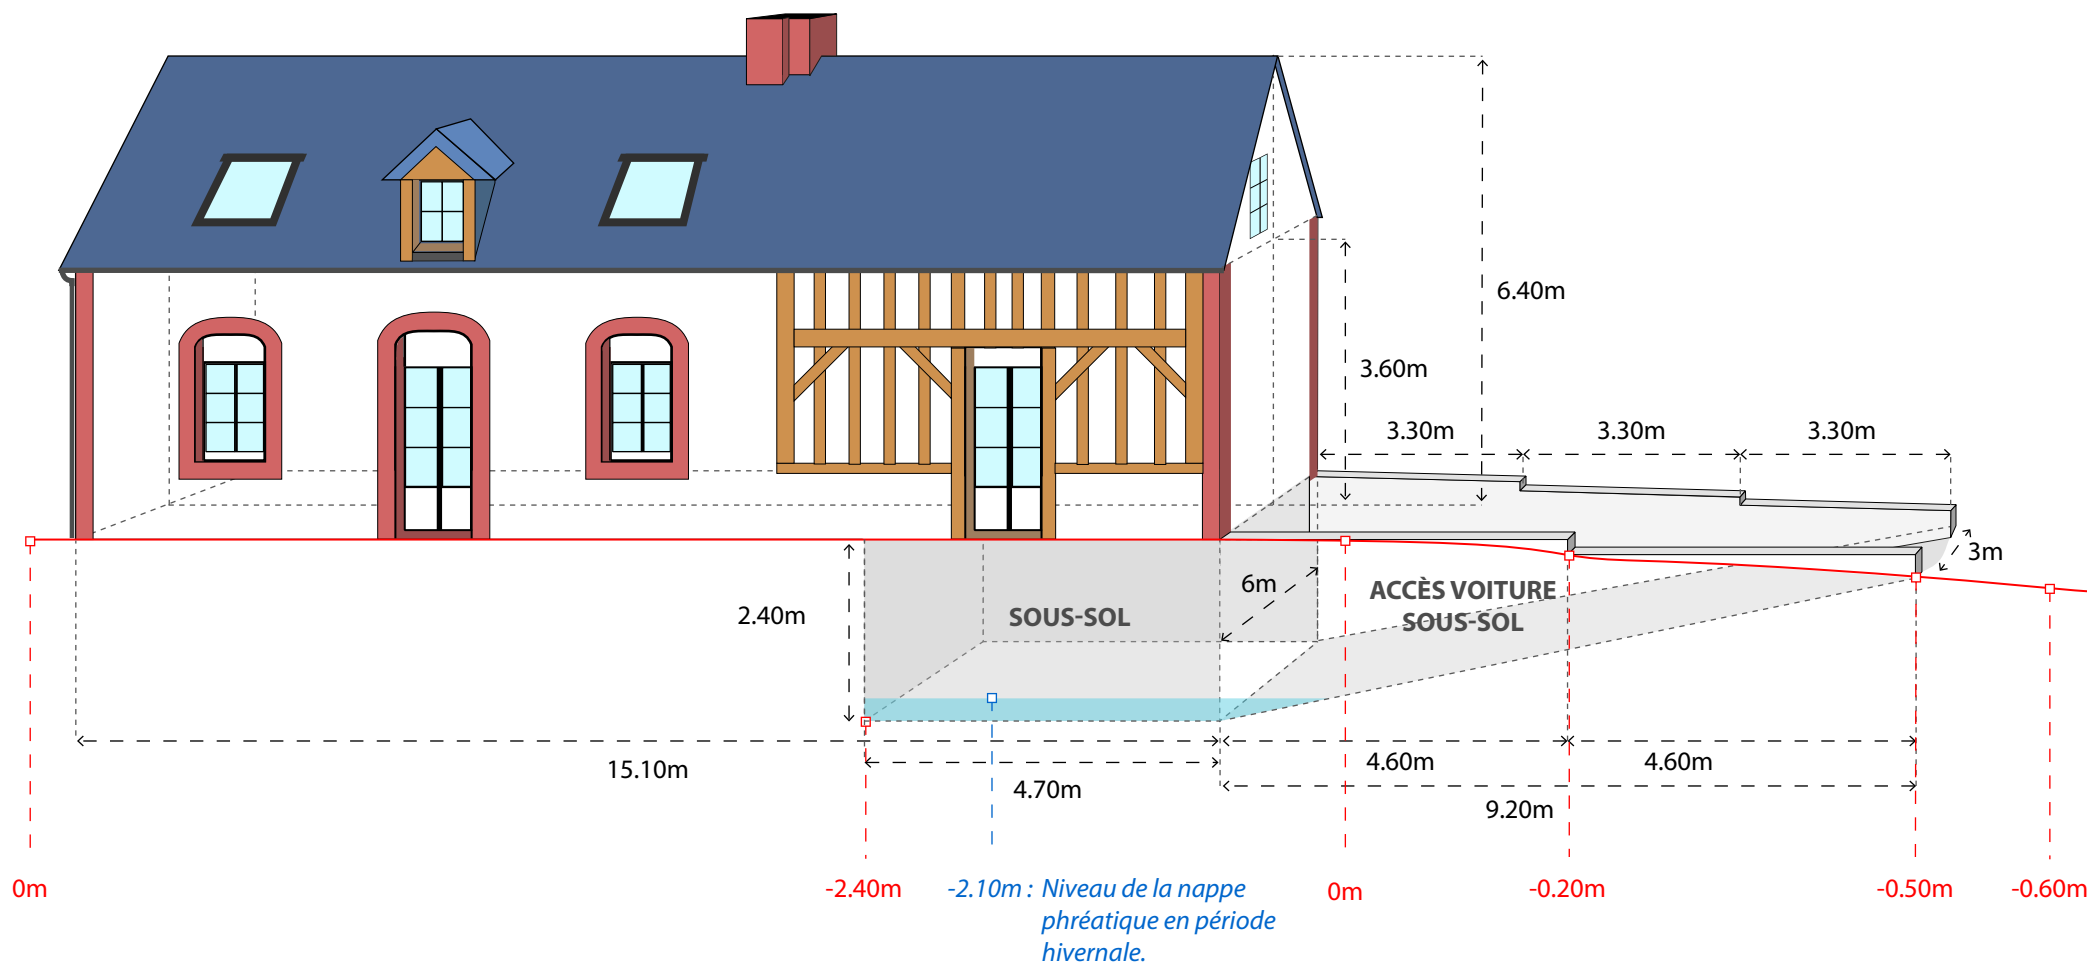 6.40m
3.60m
3.30m
3.30m
3.30m
3m
6m
ACCÈS VOITURE
SOUS-SOL
SOUS-SOL
2.40m
15.10m
4.70m
4.60m
4.60m
9.20m
0m
-2.40m
-2.10m : Niveau de la nappe
phréatique en période
hivernale.
0m
-0.20m
-0.50m
-0.60m